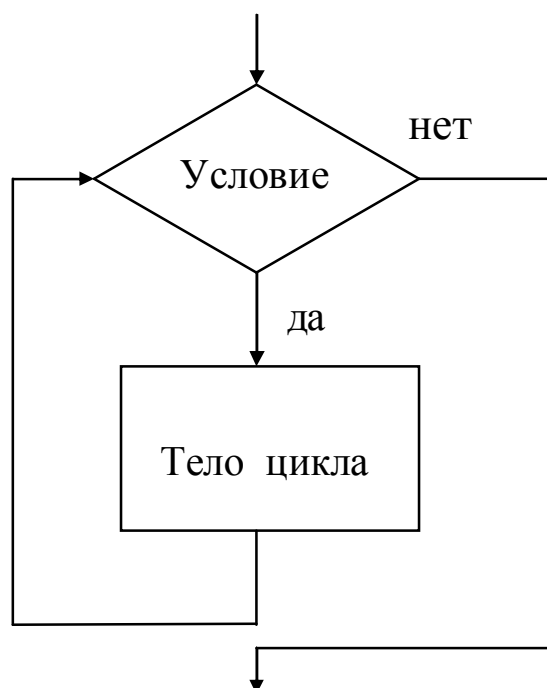 нет
Условие
да
Тело цикла